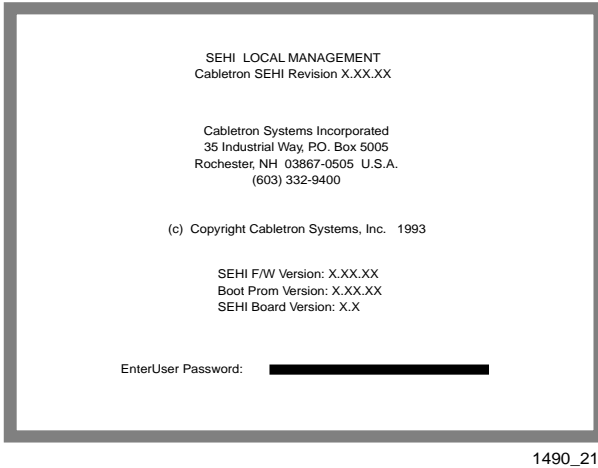 SEHI LOCAL MANAGEMENT
Cabletron SEHI Revision X.XX.XX
Cabletron Systems Incorporated
35 Industrial Way, P.O. Box 5005
Rochester, NH 03867-0505 U.S.A.
(603) 332-9400
(c) Copyright Cabletron Systems, Inc. 1993
SEHI F/W Version: X.XX.XX
Boot Prom Version: X.XX.XX
SEHI Board Version: X.X
EnterUser Password:
1490_21